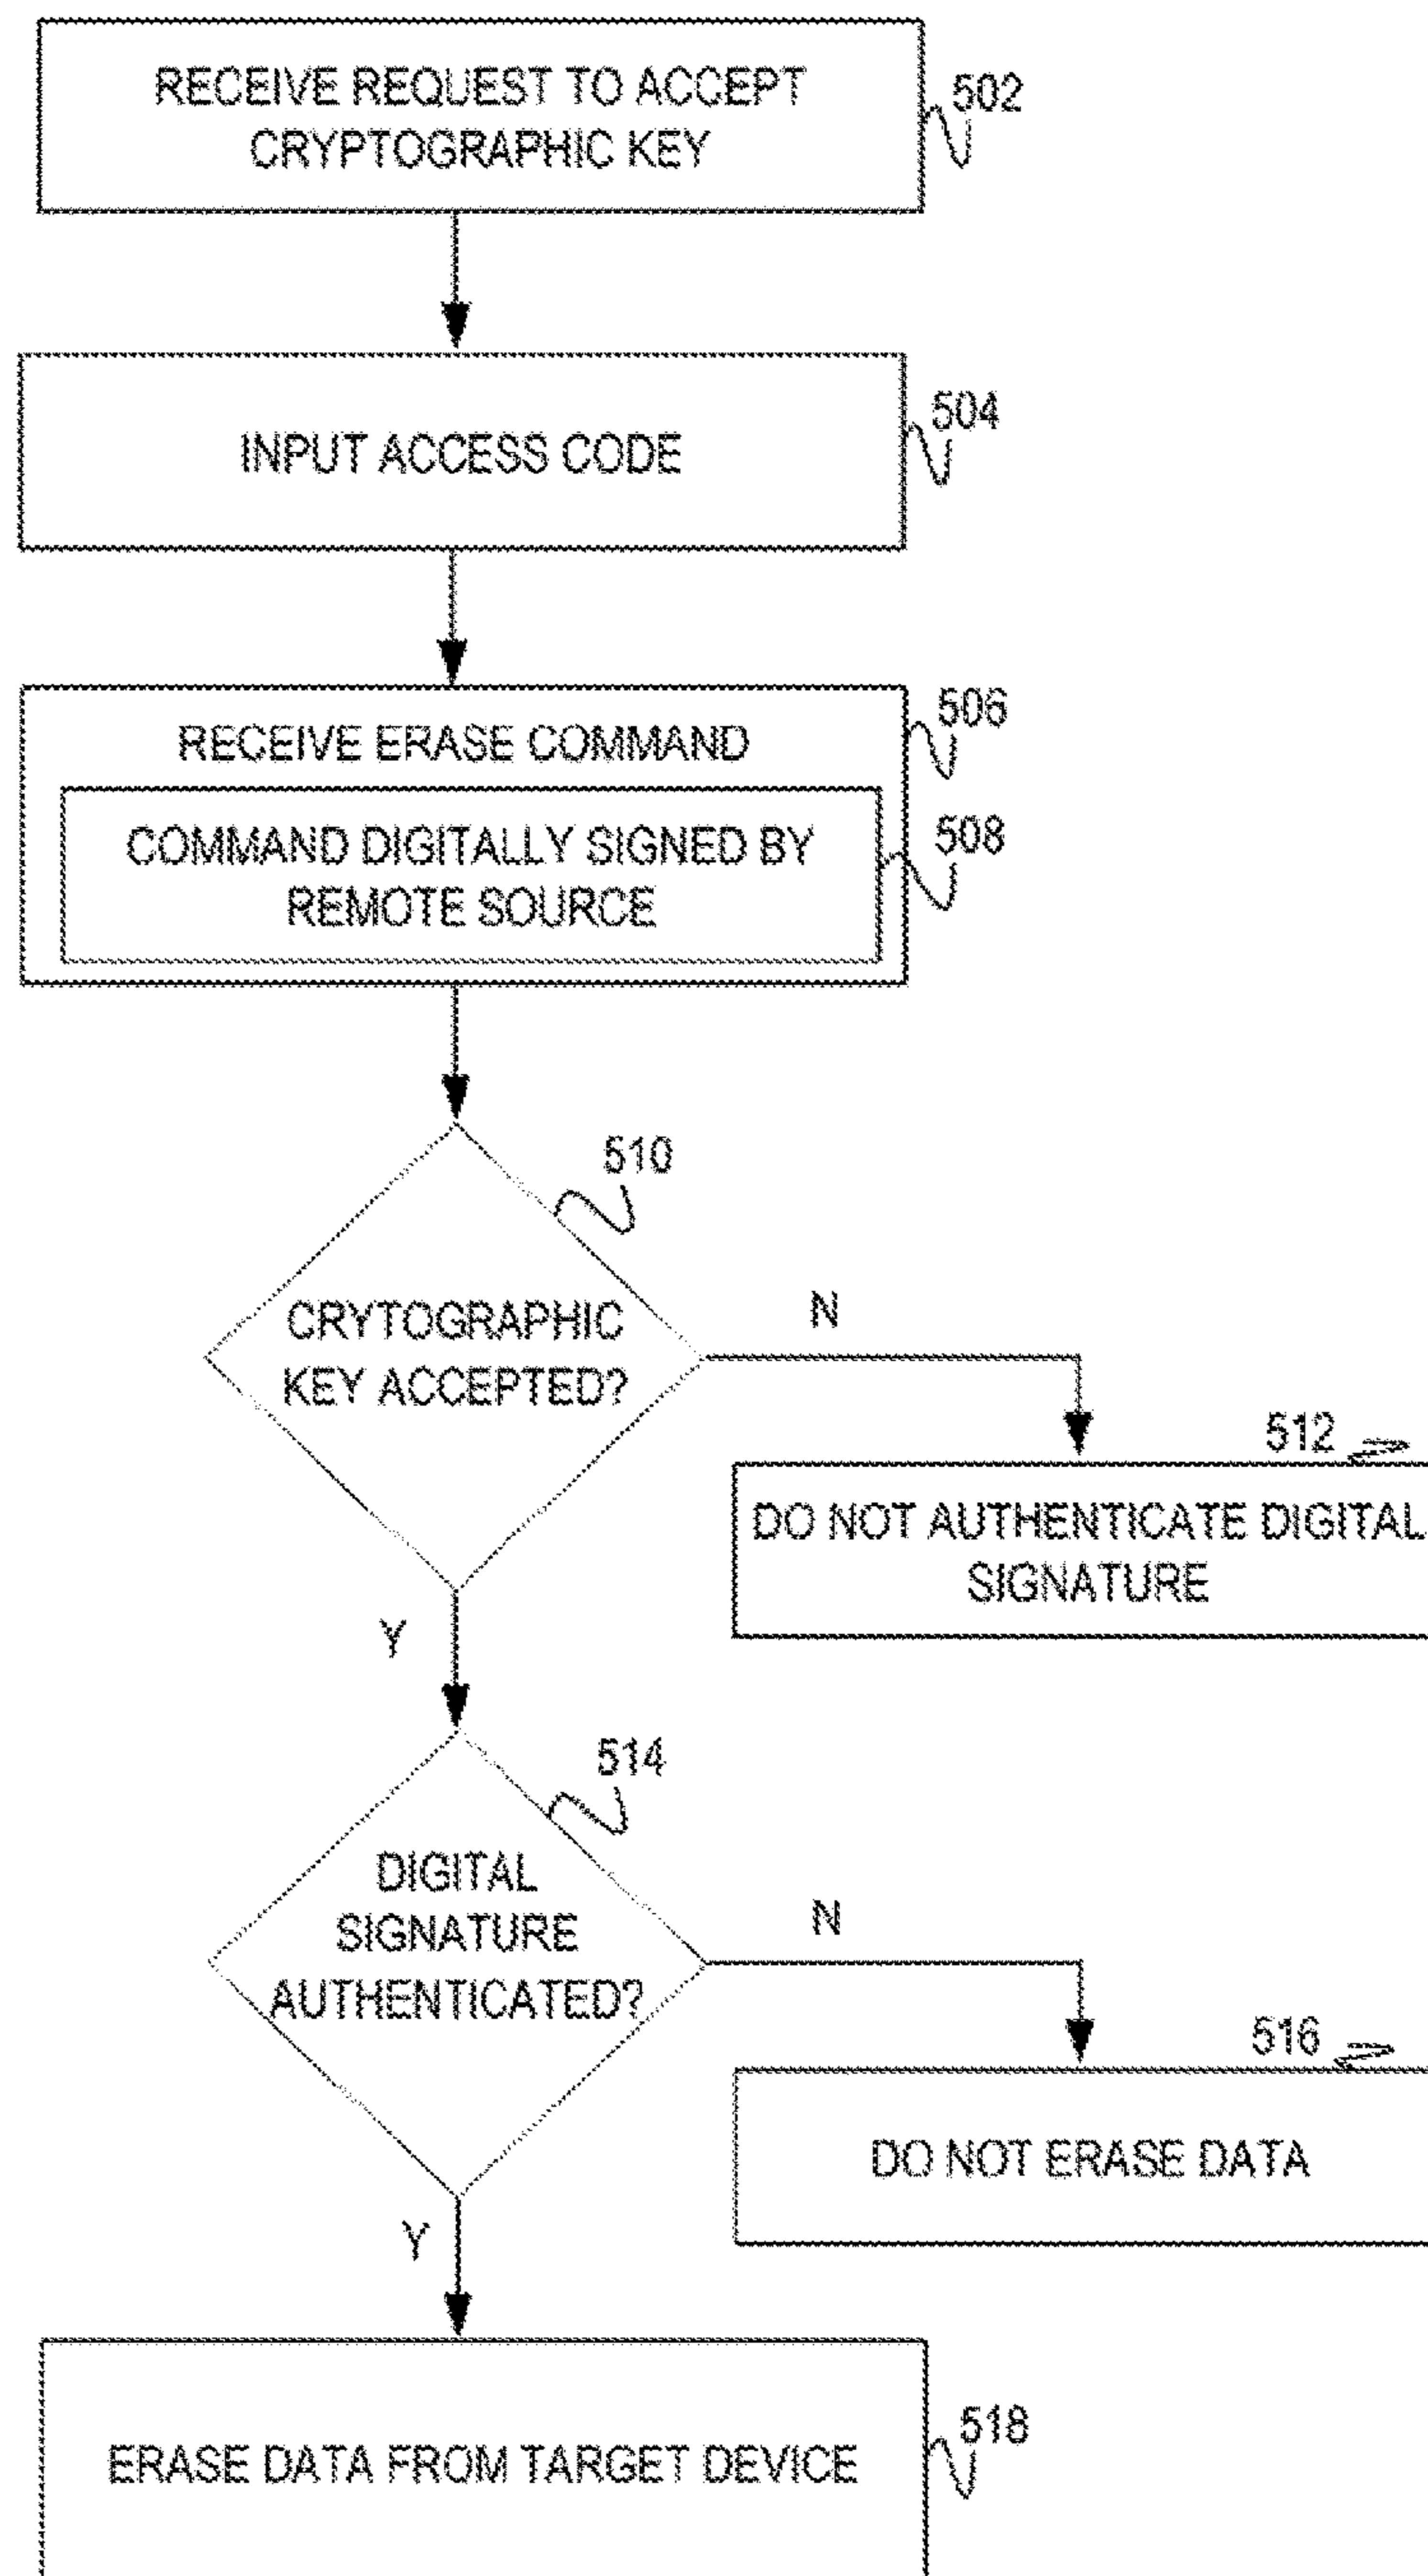 RECEIVE REQUEST TO ACCEPT
CRYPTOGRAPHIC KEY
502
INPUT ACCESS CODE
504
RECEIVE ERASE COMMAND
506
COMMAND DIGITALLY SIGNED BY
REMOTE SOURCE
508
510
CRYTOGRAPHIC
KEY ACCEPTED?
N
512
DO NOT AUTHENTICATE DIGITAL
SIGNATURE
Y
514
DIGITAL
SIGNATURE
AUTHENTICATED?
N
516
DO NOT ERASE DATA
Y
518
ERASE DATA FROM TARGET DEVICE